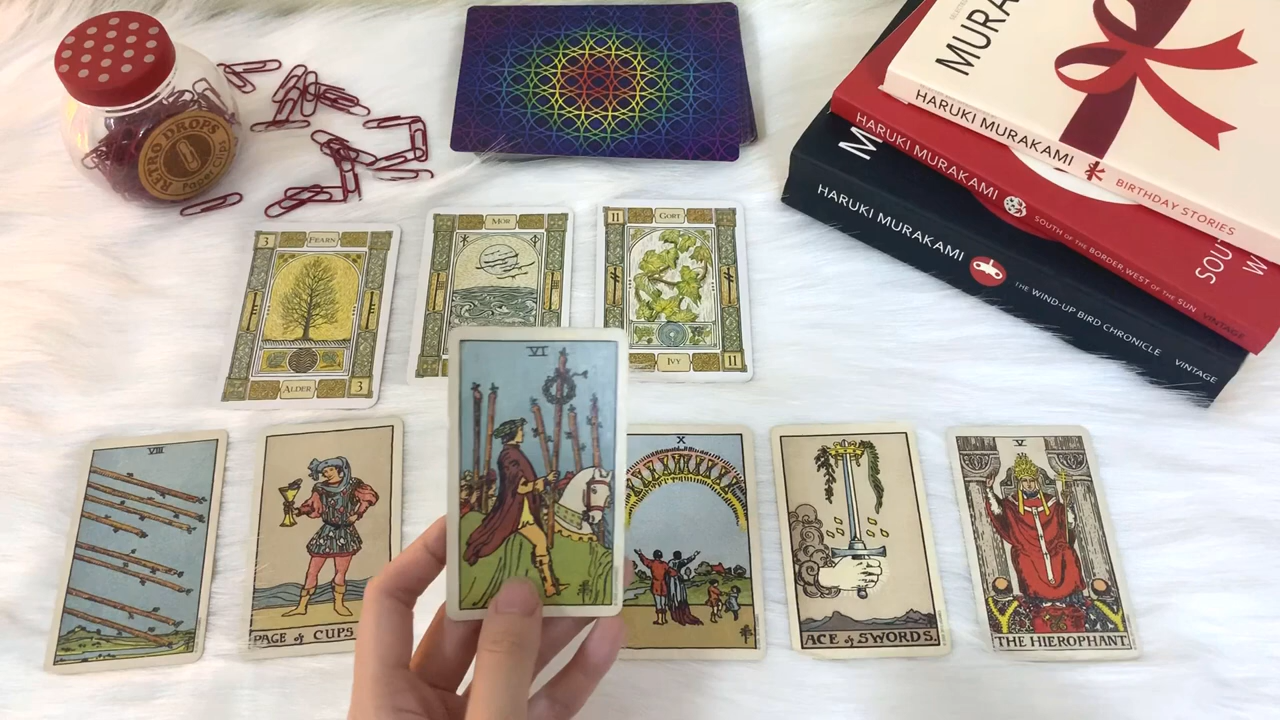 RETRO DROPS
Paper Clips
MURA
HARUKI MURAKAMI
BIRTHDAY STORIES
M
HARUKI MURAKAMI
SOUTH OF THE BORDER, WEST OF THE SUN
VINTAGE
SOU
W
HARUKI MURAKAMI
THE WIND-UP BIRD CHRONICLE
VINTAGE
3
FEARN
ALDER
3
MOR
11
GORT
IVY
11
VI
VIII
PAGE of CUPS
X
ACE of SWORDS.
V
THE HIEROPHANT